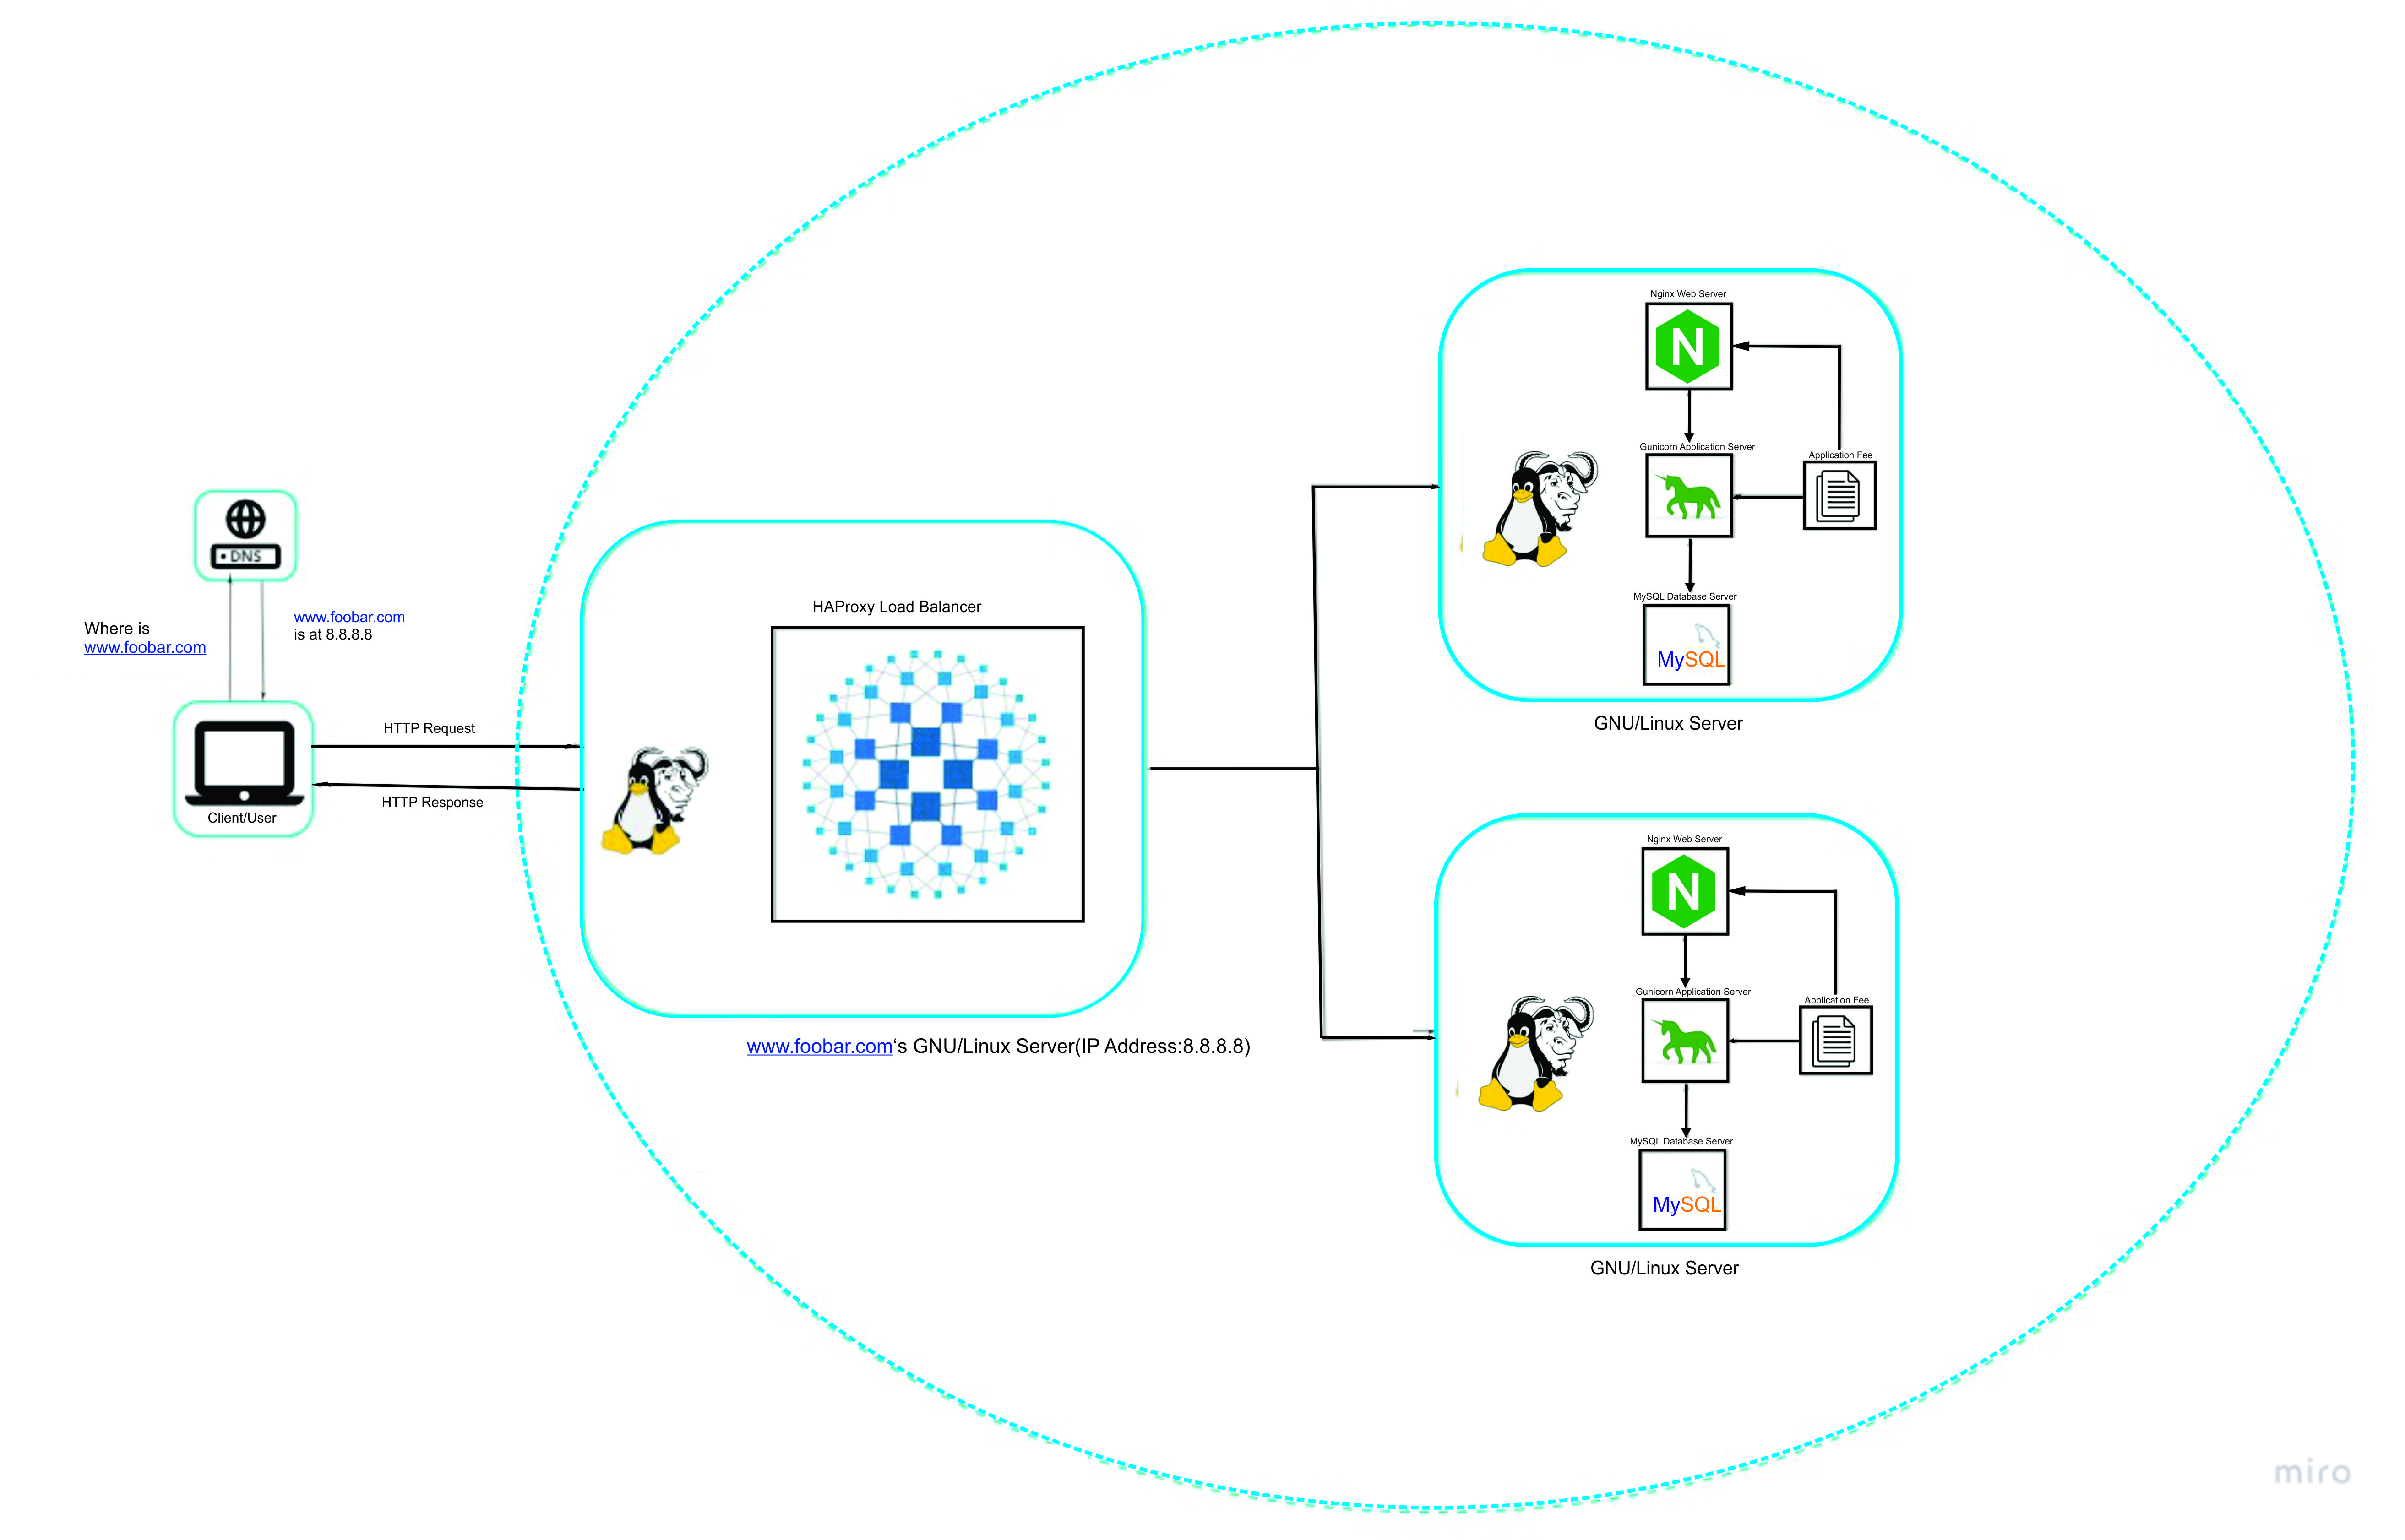 DNS
Where is
www.foobar.com
www.foobar.com
is at 8.8.8.8
Client/User
HTTP Request
HTTP Response
HAProxy Load Balancer
www.foobar.com's GNU/Linux Server(IP Address:8.8.8.8)
Nginx Web Server
N
Gunicorn Application Server
Application Fee
MySQL Database Server
MySQL
GNU/Linux Server
Nginx Web Server
N
Gunicorn Application Server
Application Fee
MySQL Database Server
MySQL
GNU/Linux Server
miro